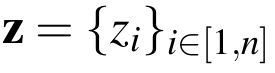 z = {z_i}_{i∈[1,n]}